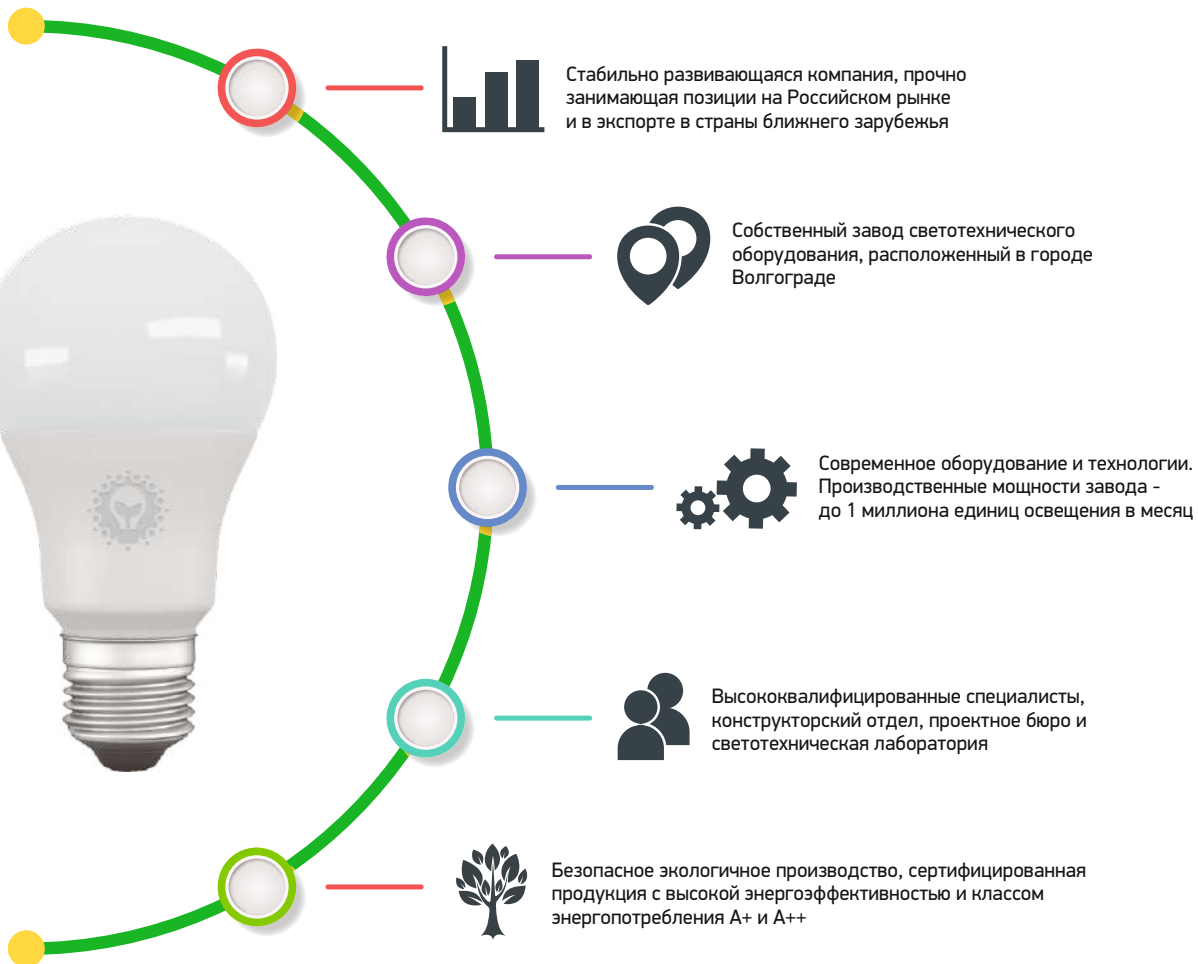 Стабильно развивающаяся компания, прочно
занимающая позиции на Российском рынке
и в экспорте в страны ближнего зарубежья
Собственный завод светотехнического
оборудования, расположенный в городе
Волгограде
Современное оборудование и технологии.
Производственные мощности завода -
до 1 миллиона единиц освещения в месяц
Высококвалифицированные специалисты,
конструкторский отдел, проектное бюро и
светотехническая лаборатория
Безопасное экологичное производство, сертифицированная
продукция с высокой энергоэффективностью и классом
энергопотребления А+ и А++